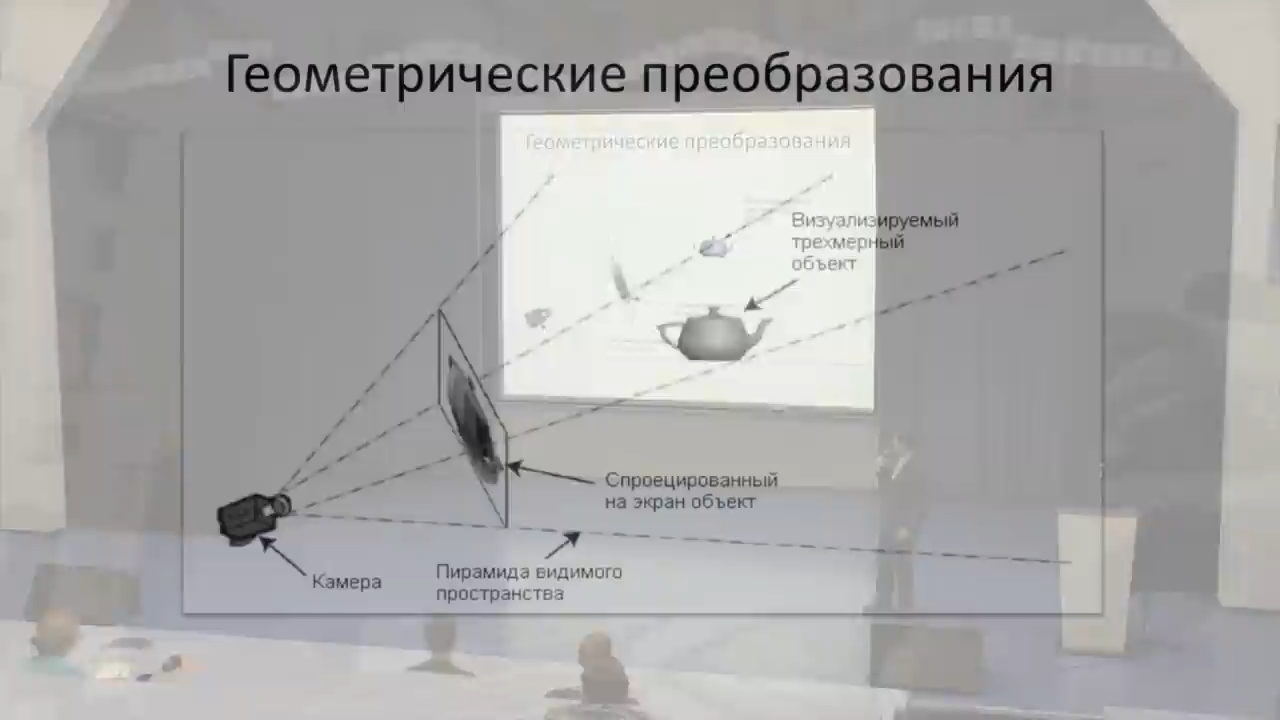 Геометрические преобразования
Геометрические преобразования
Визуализируемый
трехмерный
объект
Спроецированный
на экран объект
Камера
Пирамида видимого
пространства